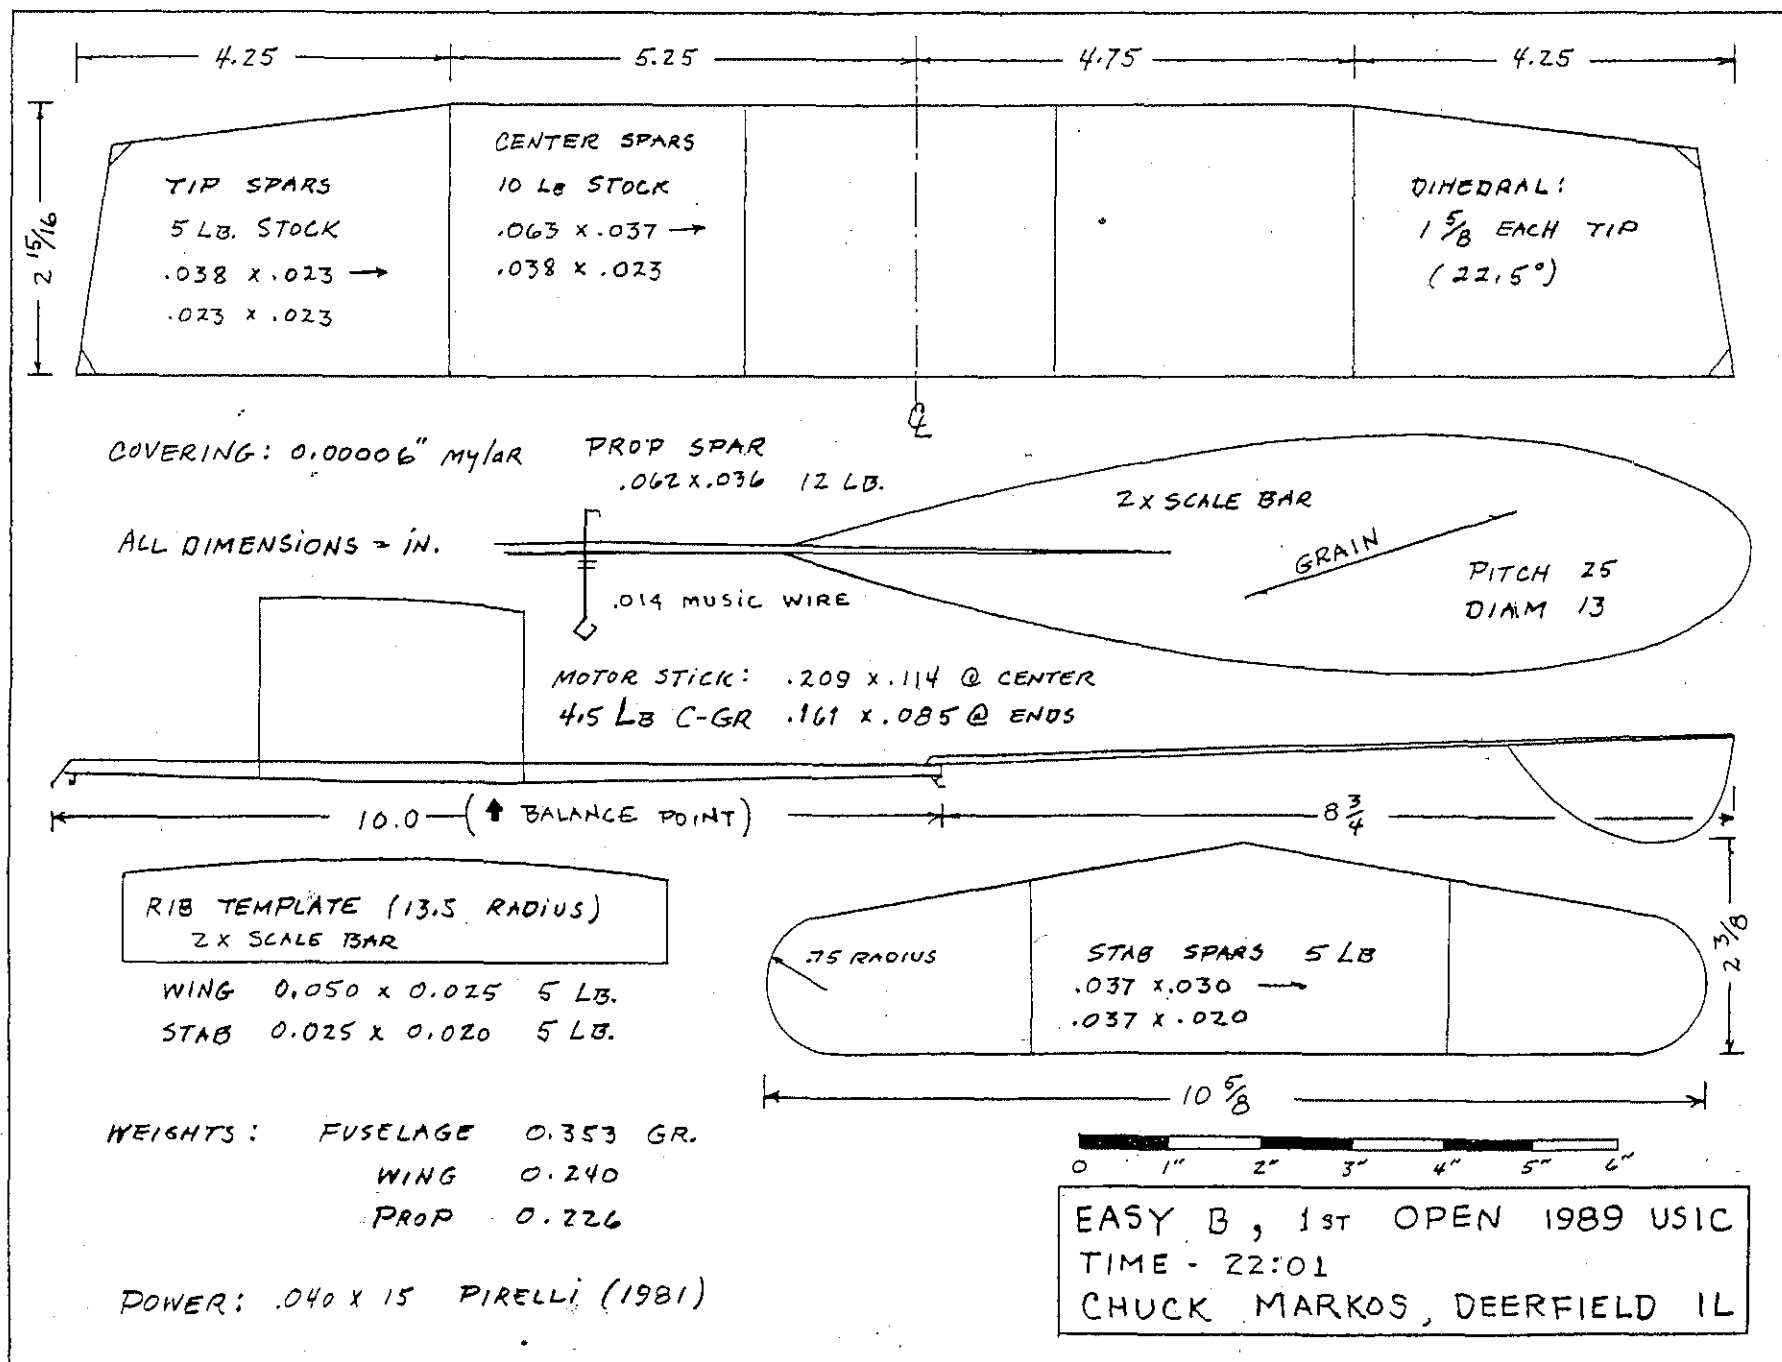 4.25 5.25 4.75 4.25
2 15/16
TIP SPARS
5 LB. STOCK
.038 x .023 →
.023 x .023
CENTER SPARS
10 LB STOCK
.063 x .037 →
.038 x .023
DIHEDRAL:
1 5/8 EACH TIP
(22.5°)
℄
COVERING: 0.00006" MylaR
PROP SPAR
.062 x .036 12 LB.
ALL DIMENSIONS = iN.
.014 MUSIC WIRE
2 X SCALE BAR
GRAIN
PITCH 25
DIAM 13
MOTOR STiCK: .209 x .114 @ CENTER
4.5 LB C-GR .161 x .085 @ ENDS
10.0 (↑ BALANCE POINT) 8 3/4
RIB TEMPLATE (13.5 RADIUS)
2 X SCALE BAR
WING 0.050 x 0.025 5 LB.
STAB 0.025 x 0.020 5 LB.
.75 RADIUS
STAB SPARS 5 LB
.037 x .030 →
.037 x .020
2 3/8
10 5/8
WEIGHTS: FUSELAGE 0.353 GR.
WING 0.240
PROP 0.226
POWER: .040 X 15 PIRELLi (1981)
0 1" 2" 3" 4" 5" 6"
EASY B, 1ST OPEN 1989 USIC
TIME - 22:01
CHUCK MARKOS, DEERFIELD IL